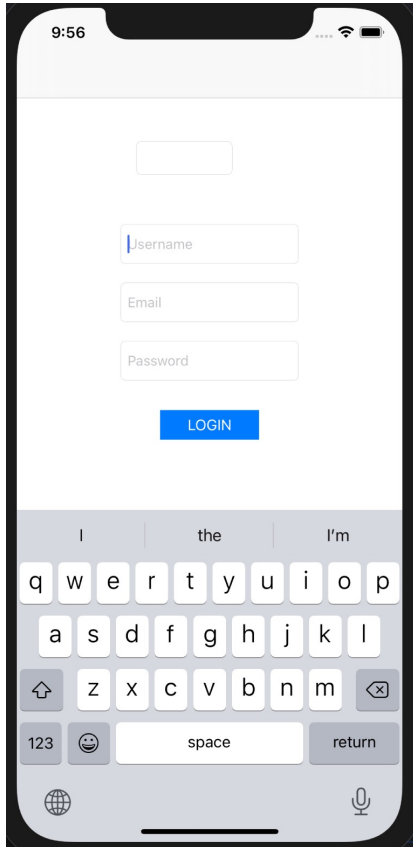 9:56
Username
Email
Password
LOGIN
I the I'm
q w e r t y u i o p
a s d f g h j k l
z x c v b n m
123 space return